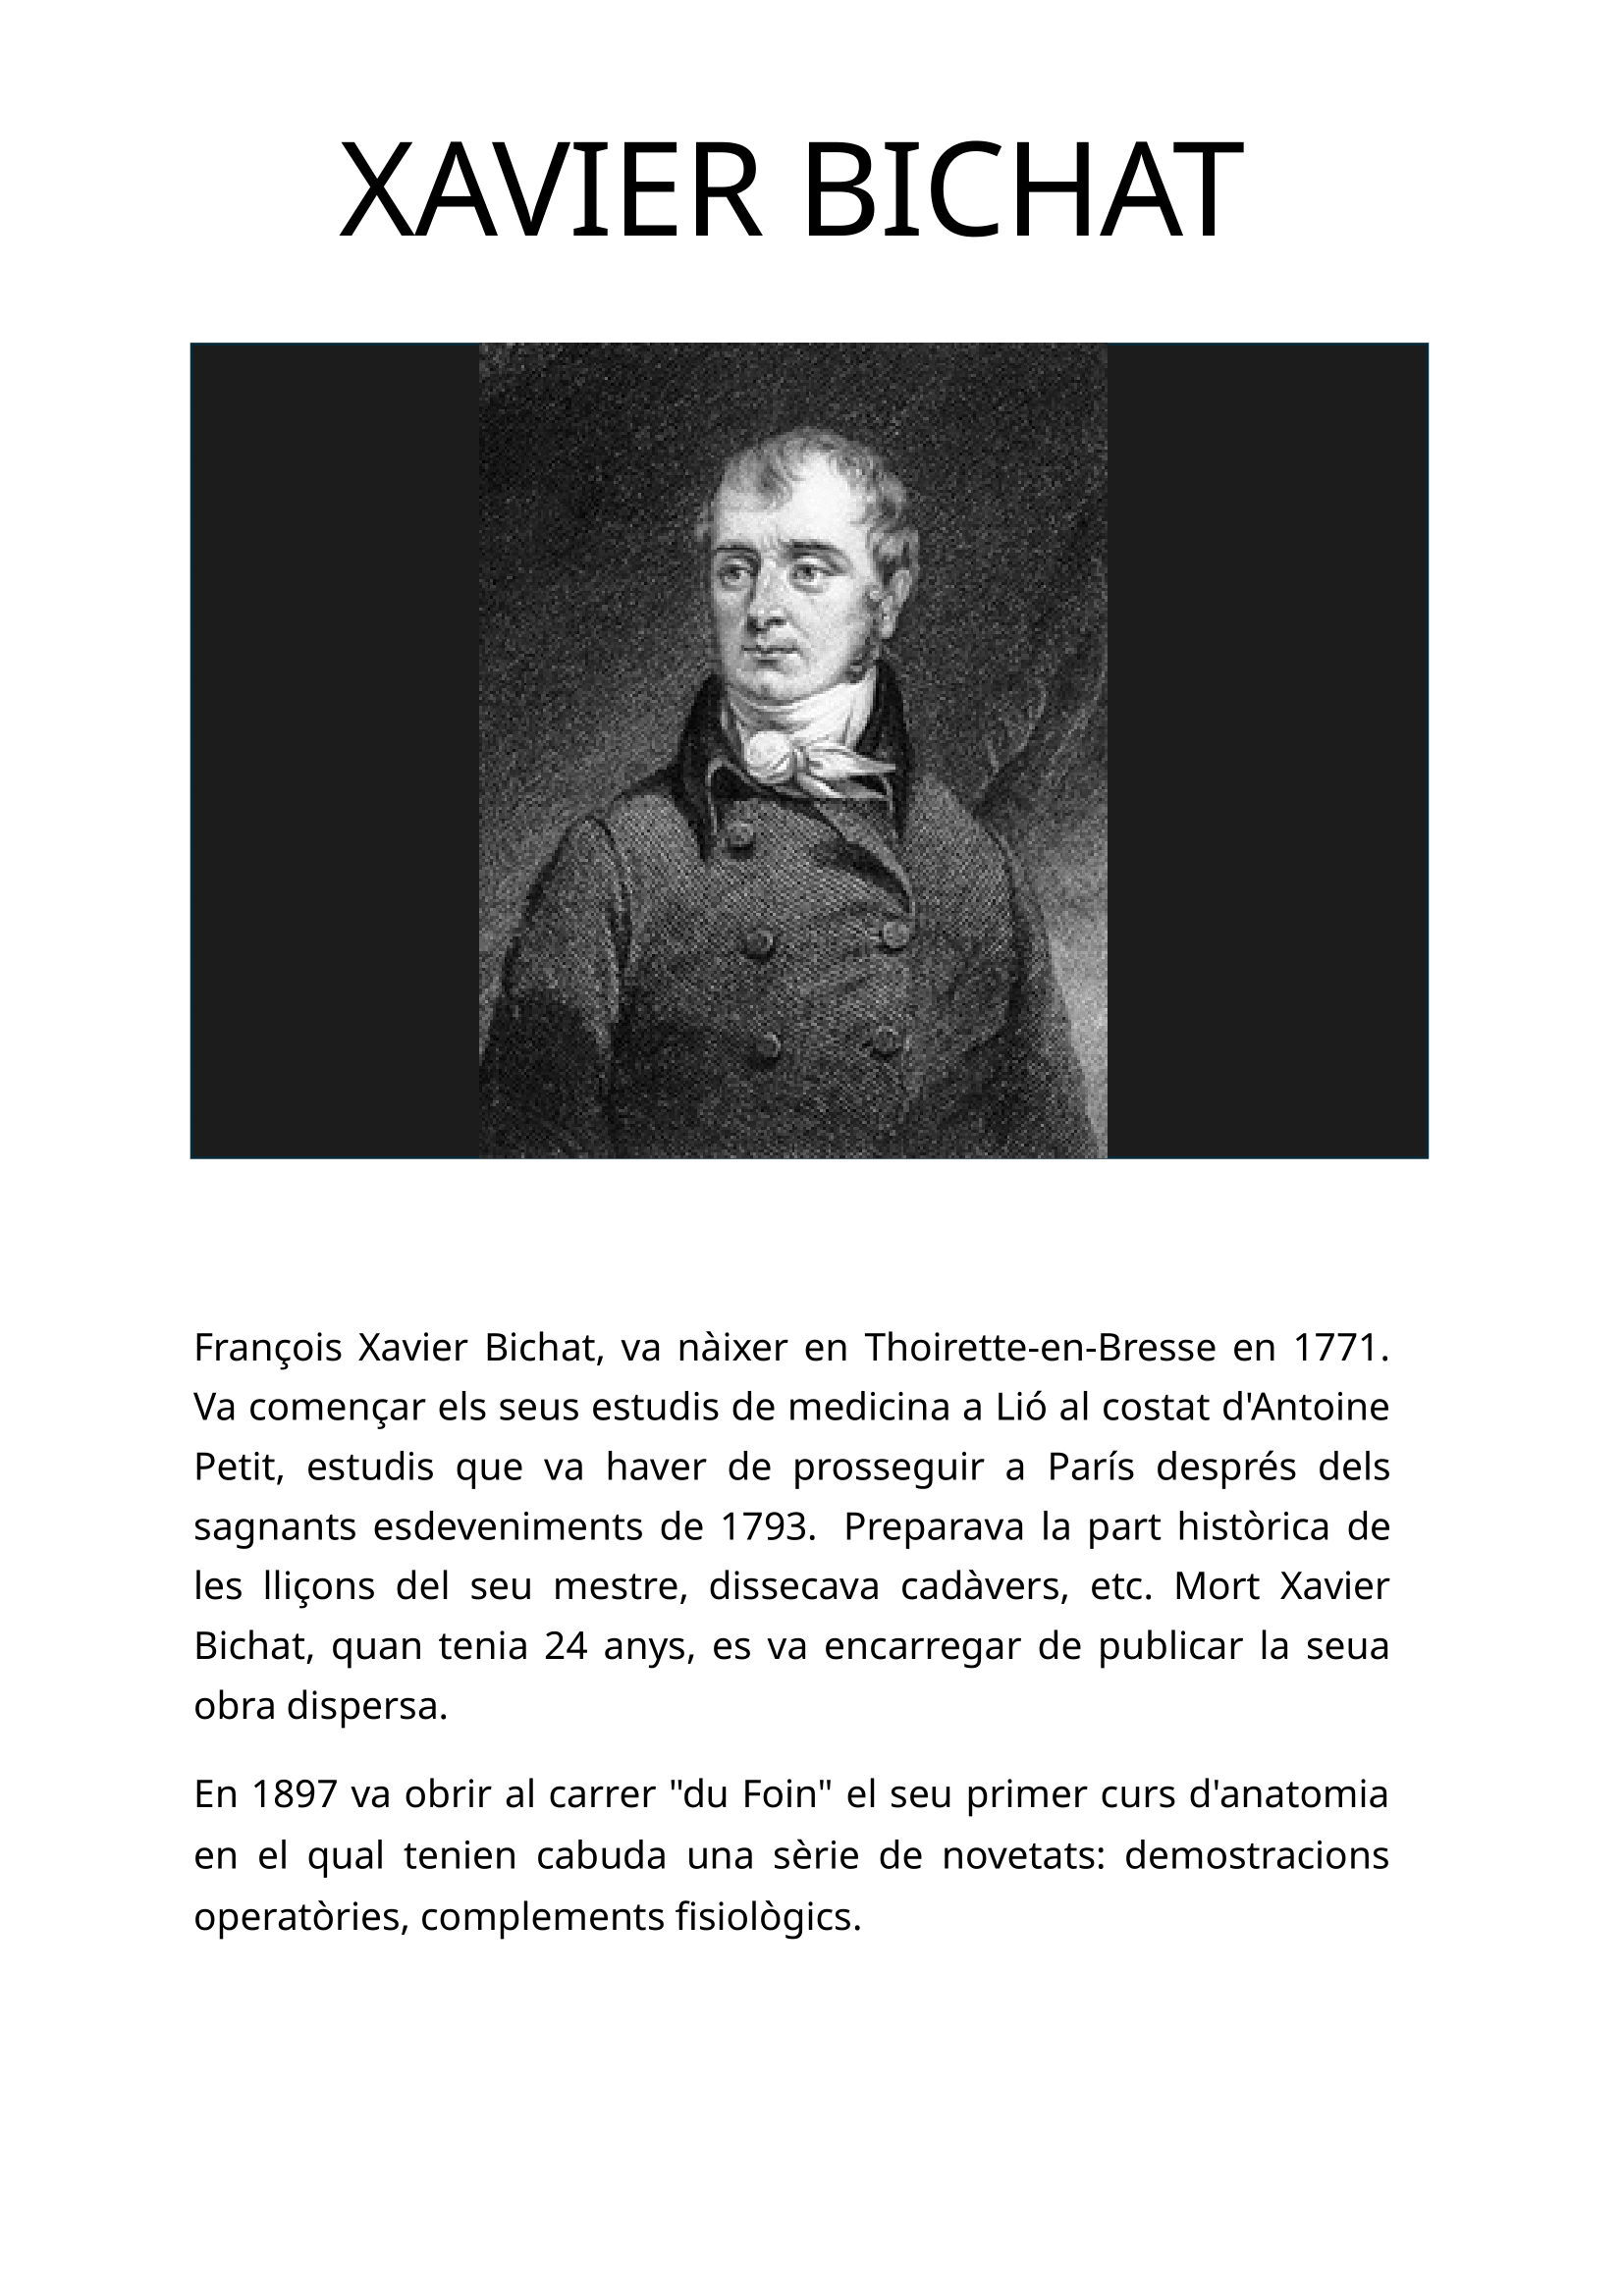 XAVIER BICHAT
François Xavier Bichat, va nàixer en Thoirette-en-Bresse en 1771.
Va començar els seus estudis de medicina a Lió al costat d'Antoine
Petit, estudis que va haver de prosseguir a París després dels
sagnants esdeveniments de 1793.  Preparava la part històrica de
les lliçons del seu mestre, dissecava cadàvers, etc. Mort Xavier
Bichat, quan tenia 24 anys, es va encarregar de publicar la seua
obra dispersa.
En 1897 va obrir al carrer "du Foin" el seu primer curs d'anatomia
en el qual tenien cabuda una sèrie de novetats: demostracions
operatòries, complements fisiològics.